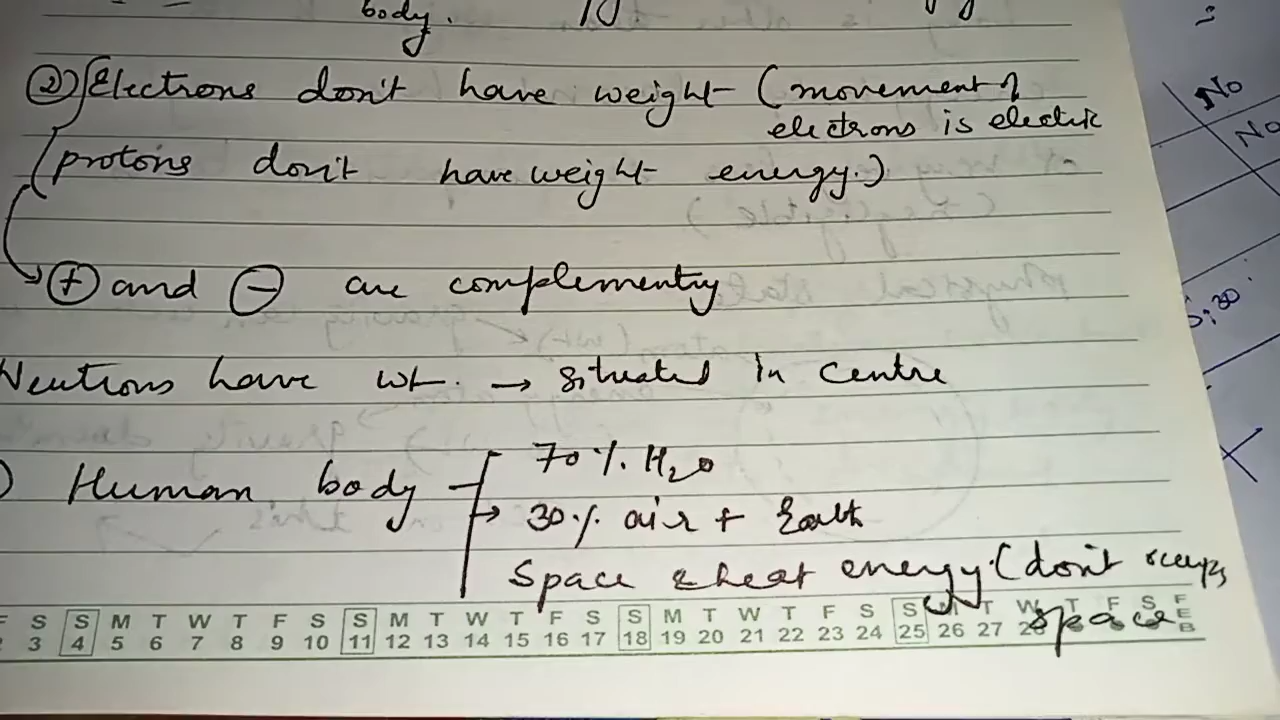 body.
② Electrons don't have weight (movement of
electrons is electric
(protons don't have weight energy.)
⊕ and ⊖ are complementry
Neutrons have wt. → Situated in centre
Human body → 70% H2O
30% air + Earth
Space & heat energy. (don't occupy
space
F S S M T W T F S S M T W T F S S M T W T F S S M T W T F S F E B
2 3 4 5 6 7 8 9 10 11 12 13 14 15 16 17 18 19 20 21 22 23 24 25 26 27 28
No
No
5:30